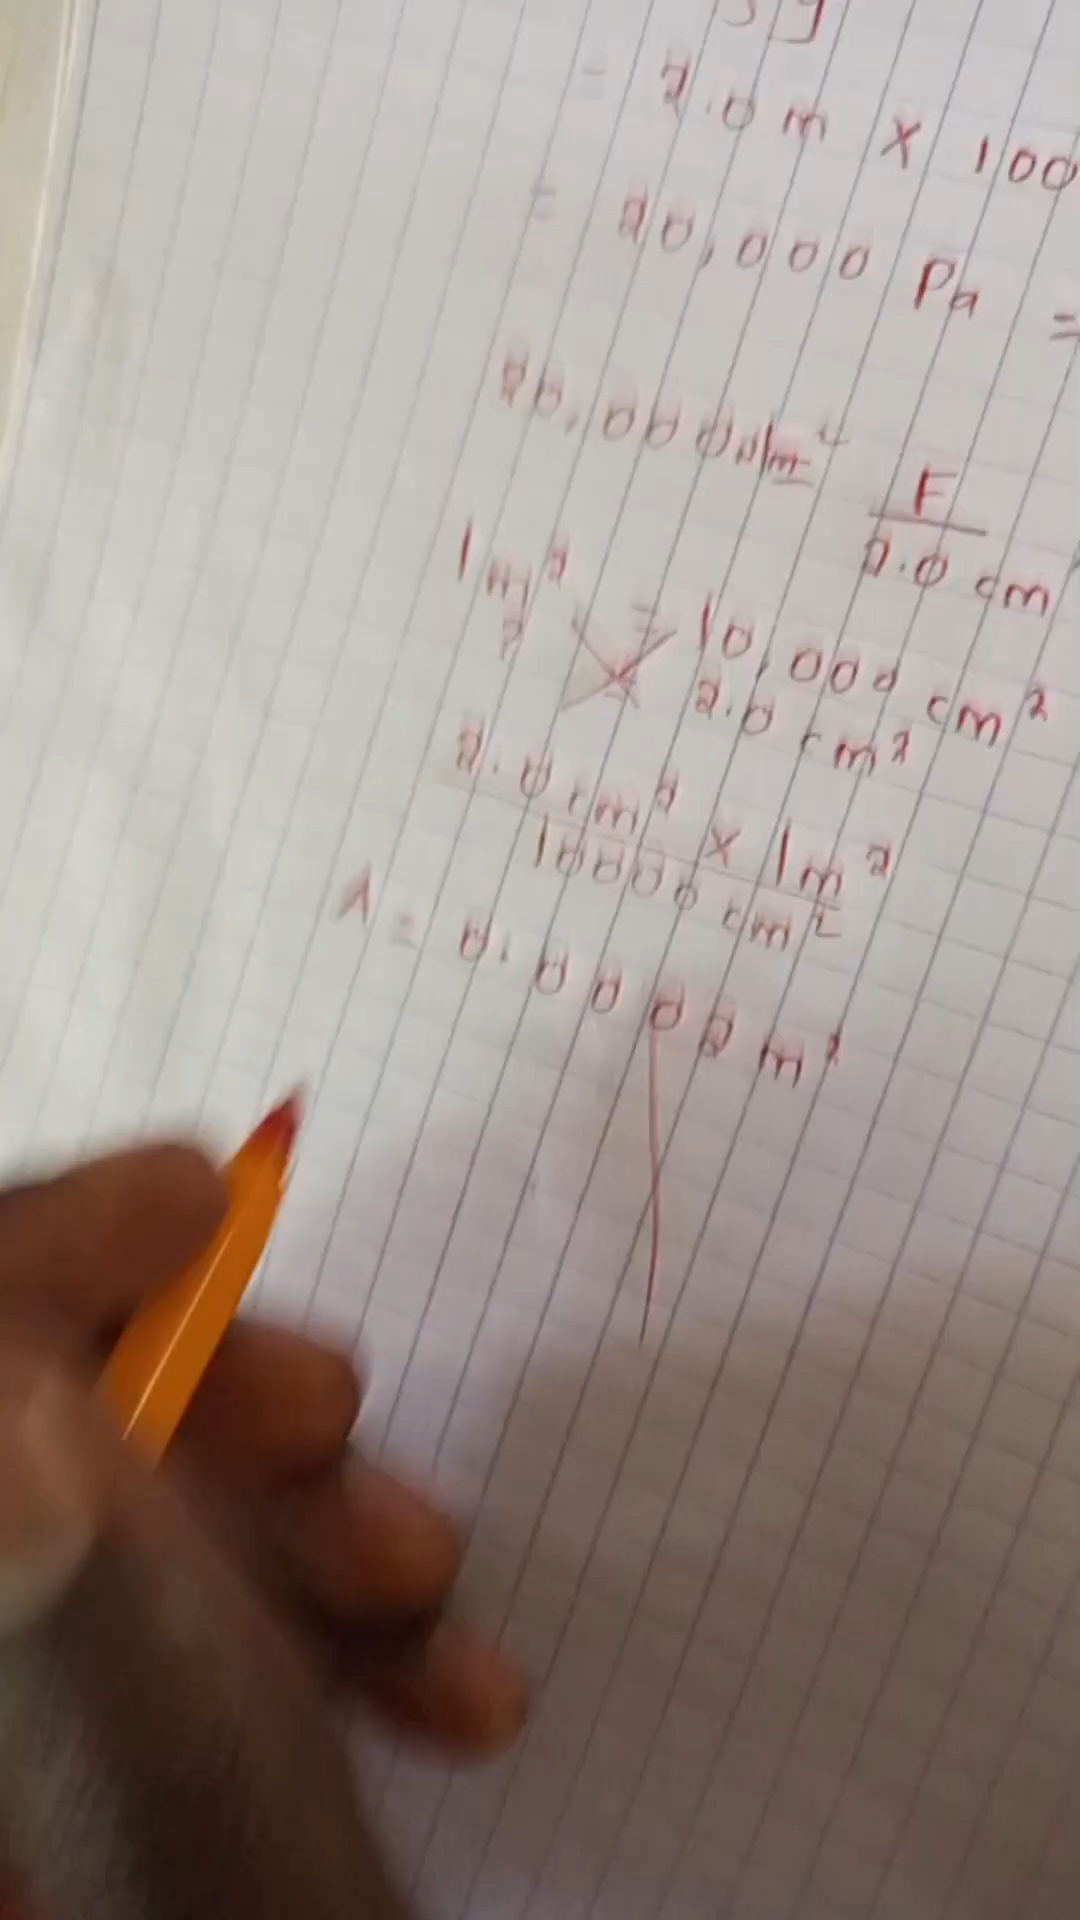 = 2.0 m × 100
= 20,000 Pa =
20,000 N/m² F
2.0 cm
1 m² = 10,000 cm²
? 2.0 cm²
2.0 cm² × 1 m²
10000 cm²
A = 0.0002 m²